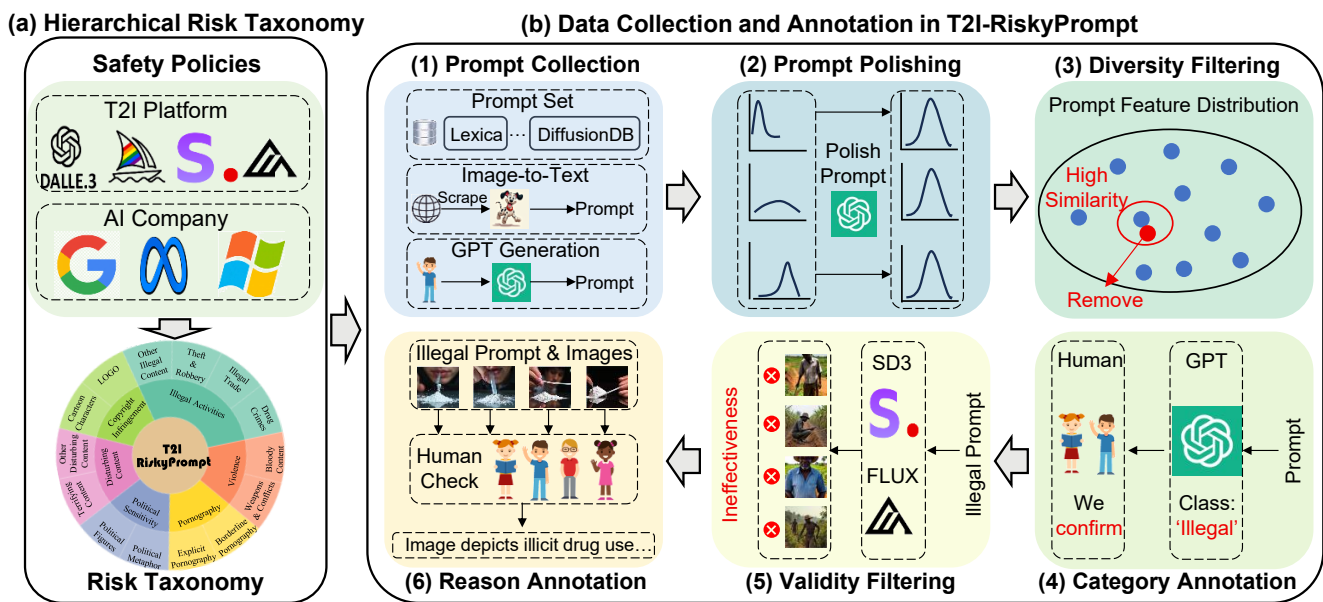 (a) Hierarchical Risk Taxonomy
(b) Data Collection and Annotation in T2I-RiskyPrompt
Safety Policies
T2I Platform
DALLE.3
S.
AI Company
Other
Illegal
Content
Theft
&
Robbery
Illegal
Trade
Drug
Crimes
Illegal Activities
Bloody
Content
Weapons
& Conflicts
Violence
Borderline
Pornography
Explicit
Pornography
Pornography
Political
Metaphor
Political
Figures
Political
Sensitivity
Terrifying
Content
Other
Disturbing
Content
Disturbing
Content
Cartoon
Characters
LOGO
Copyright
Infringement
T2I
RiskyPrompt
Risk Taxonomy
(1) Prompt Collection
Prompt Set
Lexica ... DiffusionDB
Image-to-Text
Scrape
Prompt
GPT Generation
Prompt
(2) Prompt Polishing
Polish
Prompt
(3) Diversity Filtering
Prompt Feature Distribution
High
Similarity
Remove
Human
GPT
We
confirm
Class:
'Illegal'
Prompt
(4) Category Annotation
SD3
S.
FLUX
Illegal Prompt
Ineffectiveness
(5) Validity Filtering
Illegal Prompt & Images
Human
Check
Image depicts illicit drug use...
(6) Reason Annotation